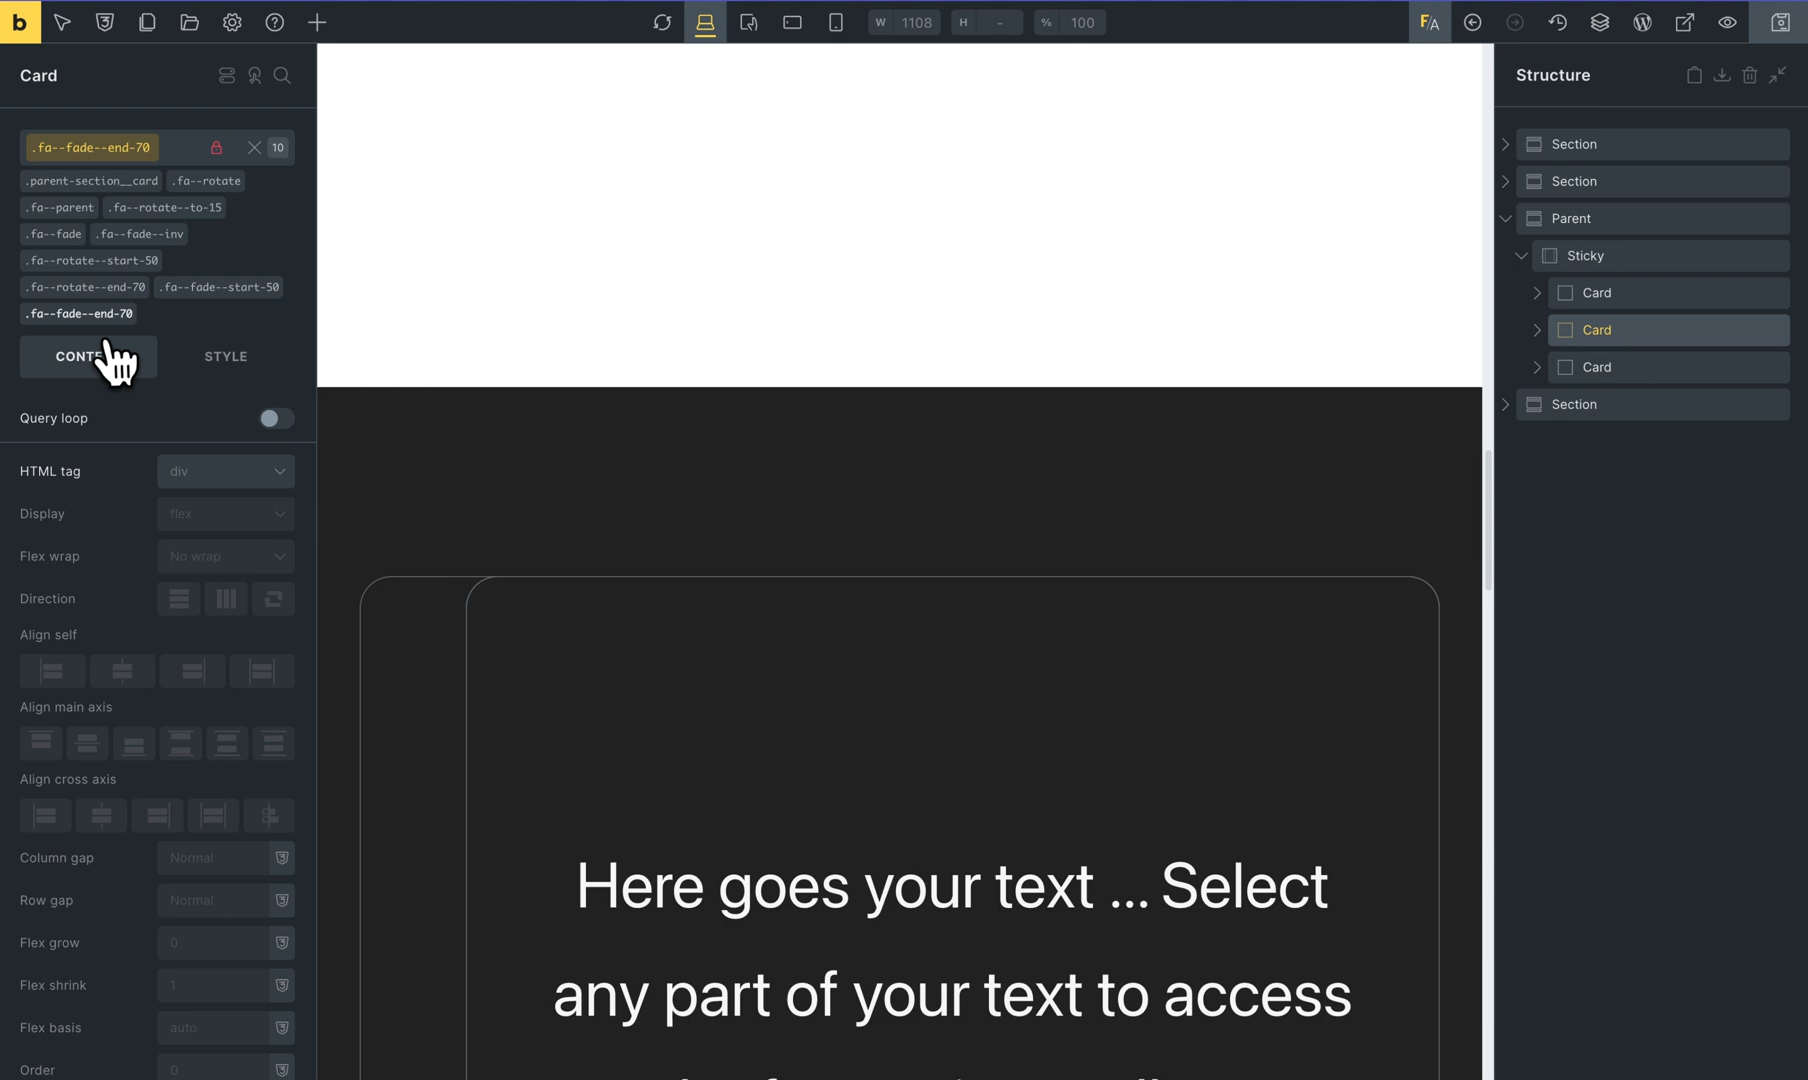 b
W 1108 H - % 100
F/A
Card
.fa--fade--end-70
10
.parent-section__card .fa--rotate
.fa--parent .fa--rotate--to-15
.fa--fade .fa--fade--inv
.fa--rotate--start-50
.fa--rotate--end-70 .fa--fade--start-50
.fa--fade--end-70
CONTE STYLE
Query loop
HTML tag div
Display flex
Flex wrap No wrap
Direction
Align self
Align main axis
Align cross axis
Column gap Normal
Row gap Normal
Flex grow 0
Flex shrink 1
Flex basis auto
Order 0
Here goes your text ... Select
any part of your text to access
Structure
Section
Section
Parent
Sticky
Card
Card
Card
Section